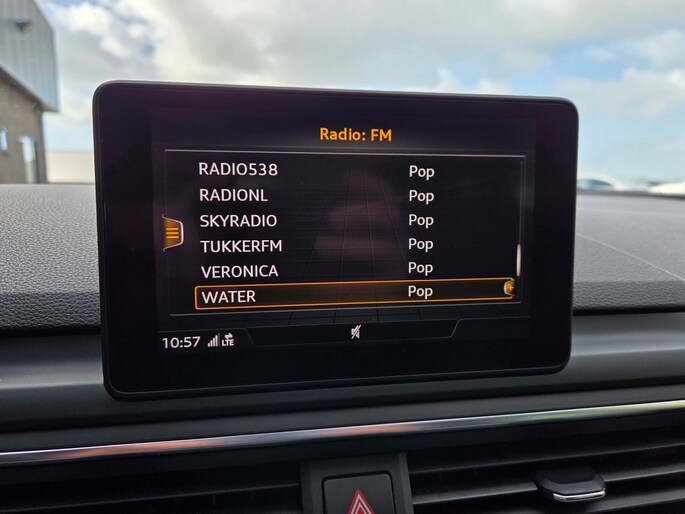 Radio: FM
RADIO538 Pop
RADIONL Pop
SKYRADIO Pop
TUKKERFM Pop
VERONICA Pop
WATER Pop
10:57 LTE